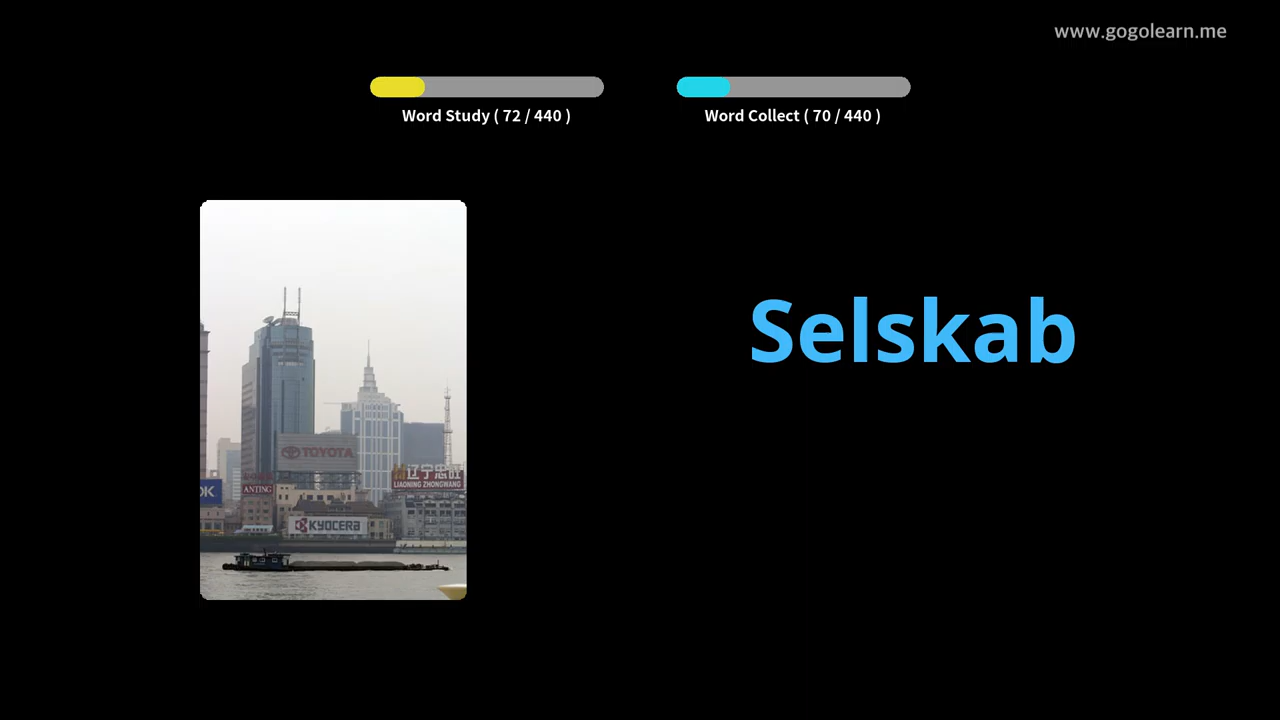 www.gogolearn.me
Word Study ( 72 / 440 )
Word Collect ( 70 / 440 )
Selskab
TOYOTA
辽宁忠旺
LIAONING ZHONGWANG
ANTING
KYOCERA